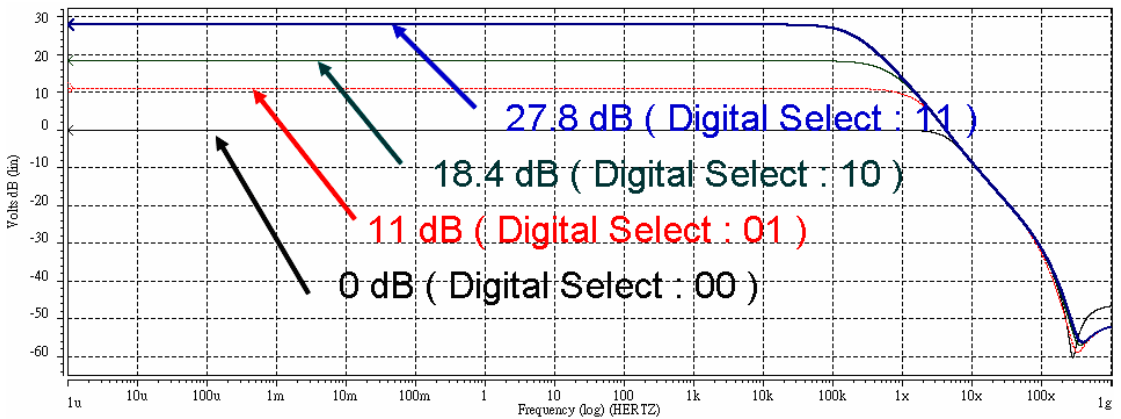 30
20
10
0
-10
-20
-30
-40
-50
-60
Volts dB (lin)
27.8 dB ( Digital Select : 11 )
18.4 dB ( Digital Select : 10 )
11 dB ( Digital Select : 01 )
0 dB ( Digital Select : 00 )
1u 10u 100u 1m 10m 100m 1 10 100 1k 10k 100k 1x 10x 100x 1g
Frequency (log) (HERTZ)